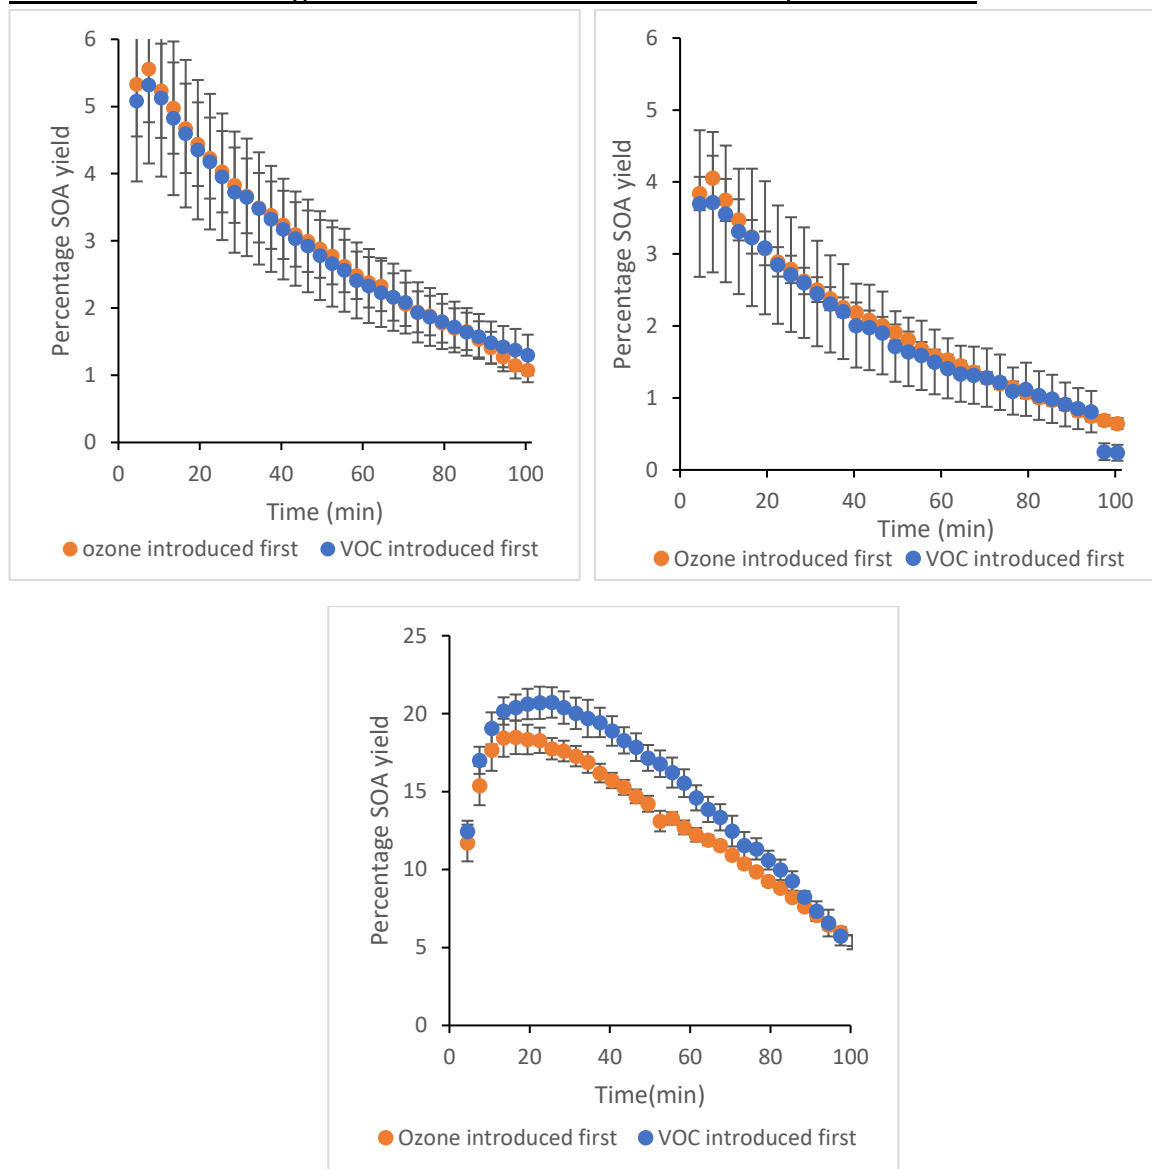 6
5
4
3
2
1
0
0 20 40 60 80 100
Percentage SOA yield
Time (min)
ozone introduced first VOC introduced first
6
5
4
3
2
1
0
0 20 40 60 80 100
Percentage SOA yield
Time (min)
Ozone introduced first VOC introduced first
25
20
15
10
5
0
0 20 40 60 80 100
Percentage SOA yield
Time(min)
Ozone introduced first VOC introduced first